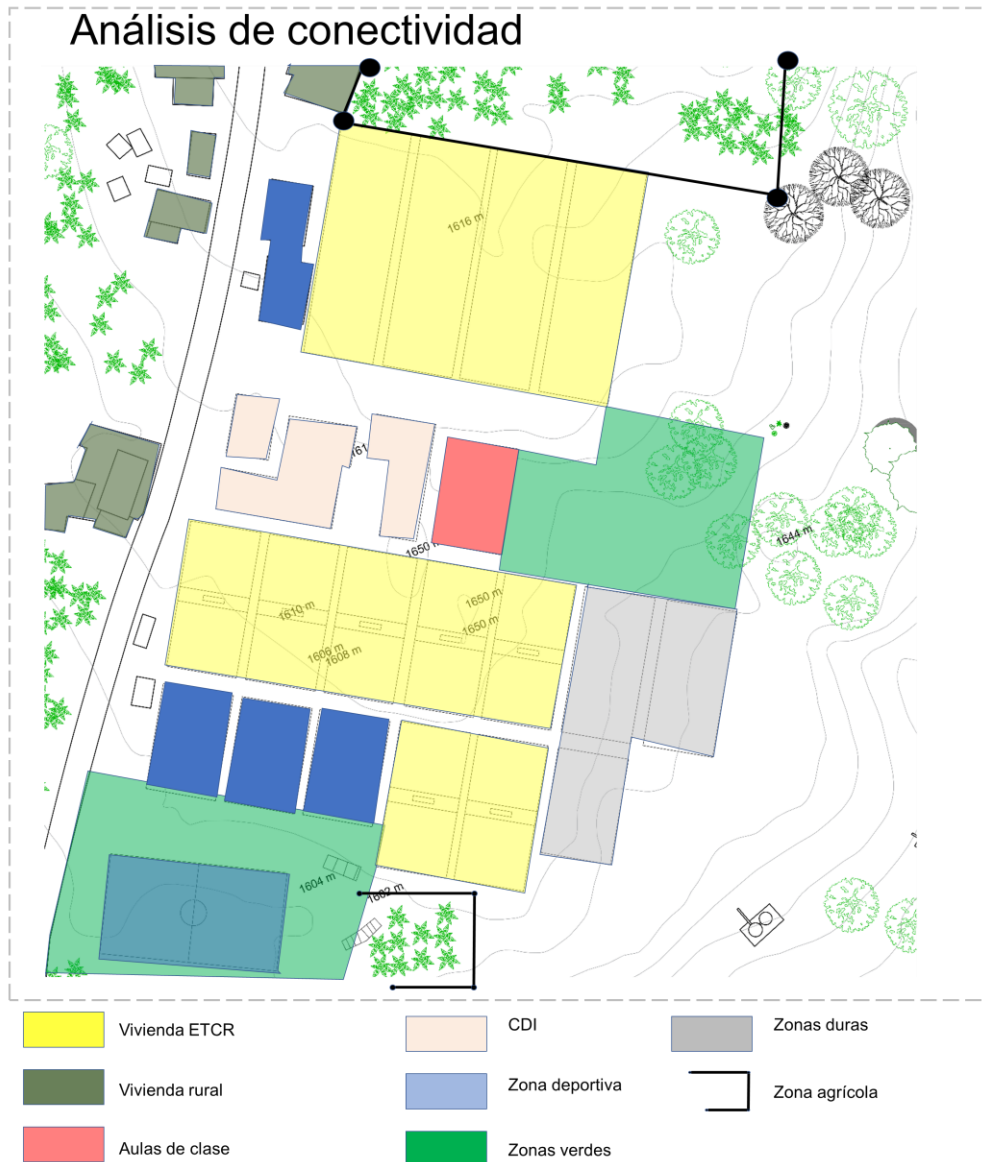 Análisis de conectividad
1616 m
161
1650 m
1644 m
1650 m
1610 m
1650 m
1606 m
1608 m
1604 m
1602 m
Vivienda ETCR
CDI
Zonas duras
Vivienda rural
Zona deportiva
Zona agrícola
Aulas de clase
Zonas verdes